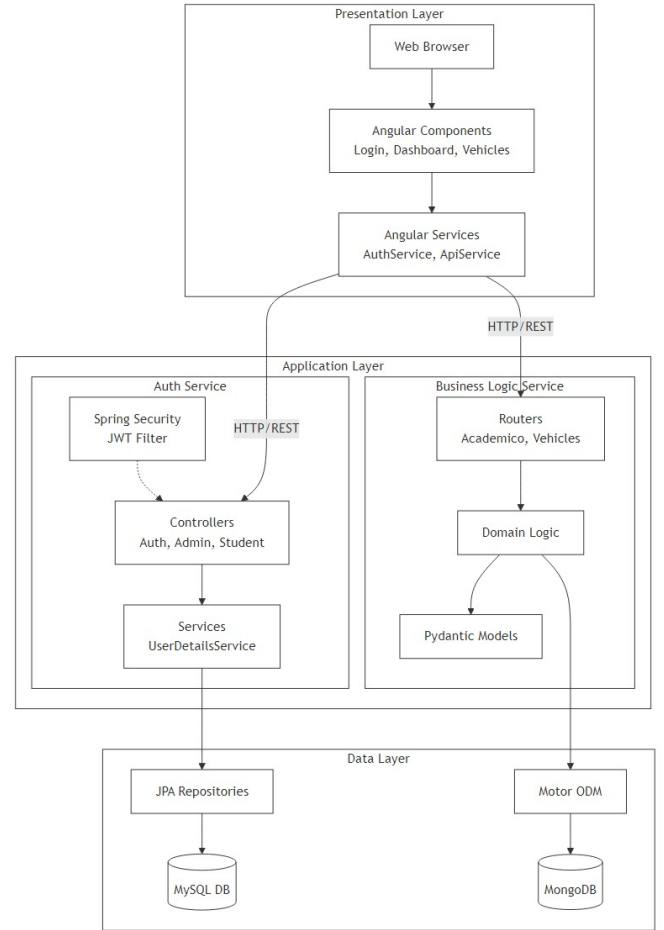 Presentation Layer
Web Browser
Angular Components
Login, Dashboard, Vehicles
Angular Services
AuthService, ApiService
HTTP/REST
Application Layer
Auth Service
Spring Security
JWT Filter
HTTP/REST
Controllers
Auth, Admin, Student
Services
UserDetailsService
Business Logic Service
Routers
Academico, Vehicles
Domain Logic
Pydantic Models
Data Layer
JPA Repositories
MySQL DB
Motor ODM
MongoDB